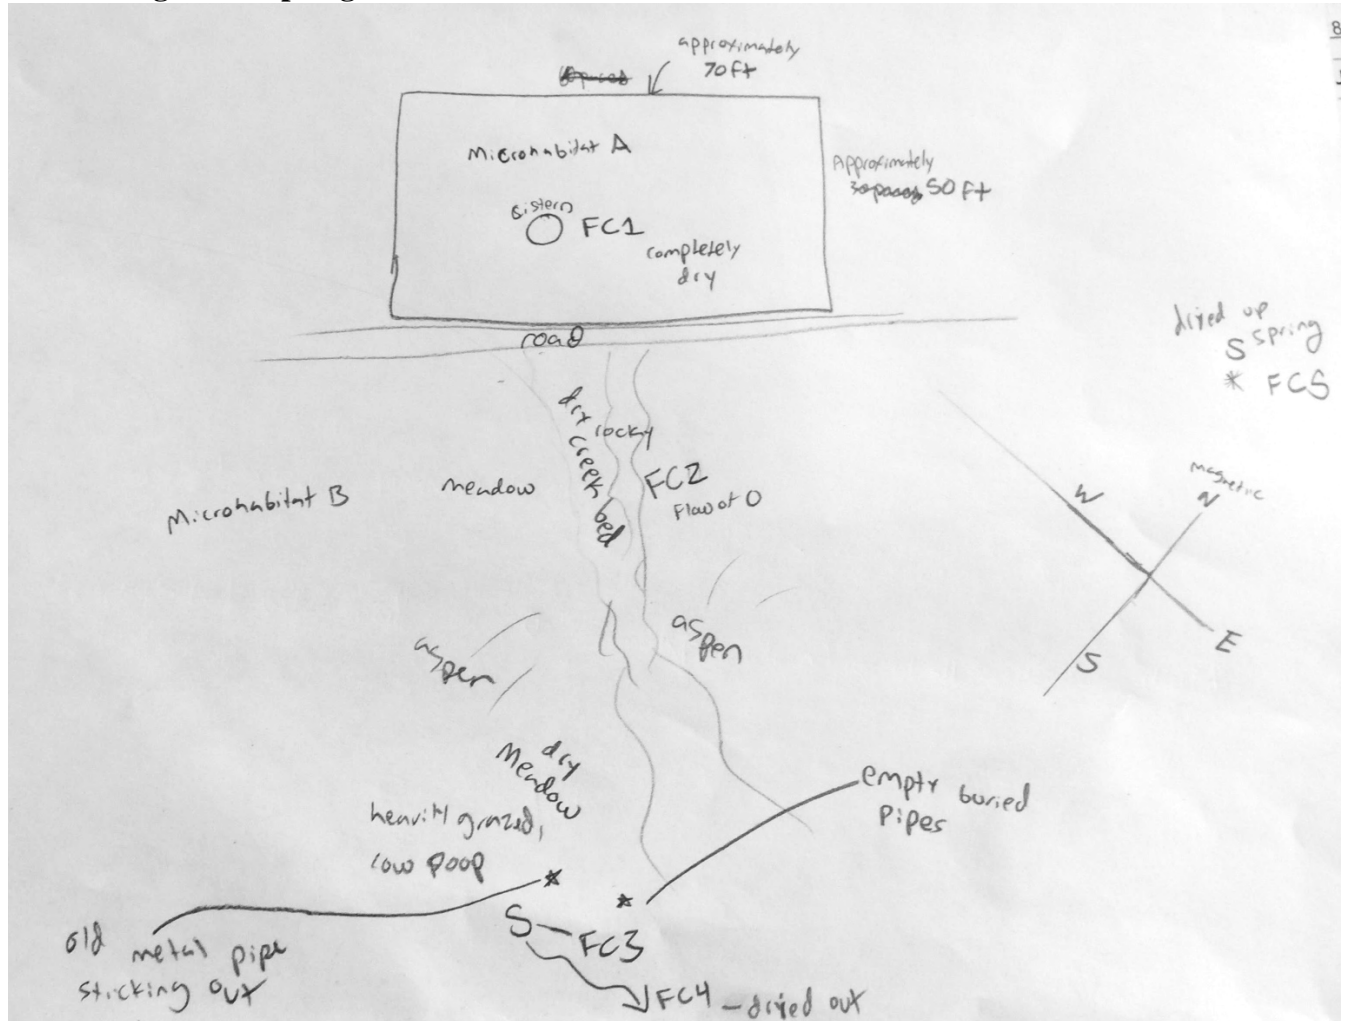 approximately
70 ft
Microhabitat A
Approximately
50 Ft
Sistern
FC1
completely
dry
road
dried up
S spring
* FCS
dry
creek
bed
rocky
FC2
Flow of 0
meadow
Microhabitat B
magnetic
N
W
E
S
aspen
aspen
dry
Meadow
heavily grazed,
cow poop
empty buried
pipes
old metal pipe
sticking out
S
FC3
FC4 - dried out